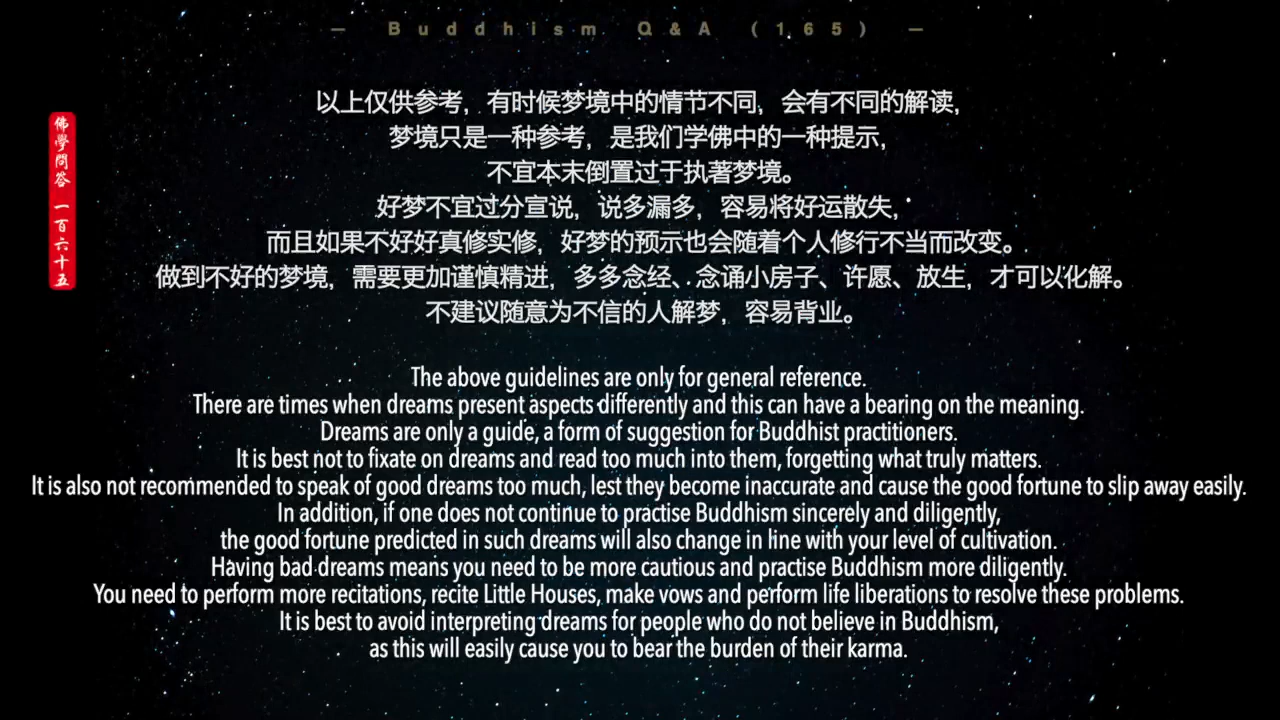 — Buddhism Q&A (165) —
佛學問答 一百六十五
以上仅供参考，有时候梦境中的情节不同，会有不同的解读，
梦境只是一种参考，是我们学佛中的一种提示，
不宜本末倒置过于执著梦境。
好梦不宜过分宣说，说多漏多，容易将好运散失，
而且如果不好好真修实修，好梦的预示也会随着个人修行不当而改变。
做到不好的梦境，需要更加谨慎精进，多多念经、念诵小房子、许愿、放生，才可以化解。
不建议随意为不信的人解梦，容易背业。
The above guidelines are only for general reference.
There are times when dreams present aspects differently and this can have a bearing on the meaning.
Dreams are only a guide, a form of suggestion for Buddhist practitioners.
It is best not to fixate on dreams and read too much into them, forgetting what truly matters.
It is also not recommended to speak of good dreams too much, lest they become inaccurate and cause the good fortune to slip away easily.
In addition, if one does not continue to practise Buddhism sincerely and diligently,
the good fortune predicted in such dreams will also change in line with your level of cultivation.
Having bad dreams means you need to be more cautious and practise Buddhism more diligently.
You need to perform more recitations, recite Little Houses, make vows and perform life liberations to resolve these problems.
It is best to avoid interpreting dreams for people who do not believe in Buddhism,
as this will easily cause you to bear the burden of their karma.